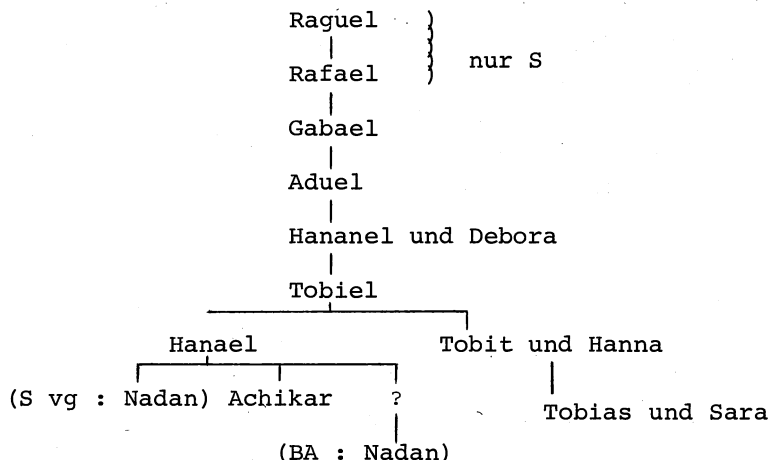 Raguel
nur S
Rafael
Gabael
Aduel
Hananel und Debora
Tobiel
Hanael Tobit und Hanna
(S vg : Nadan) Achikar ?
Tobias und Sara
(BA : Nadan)